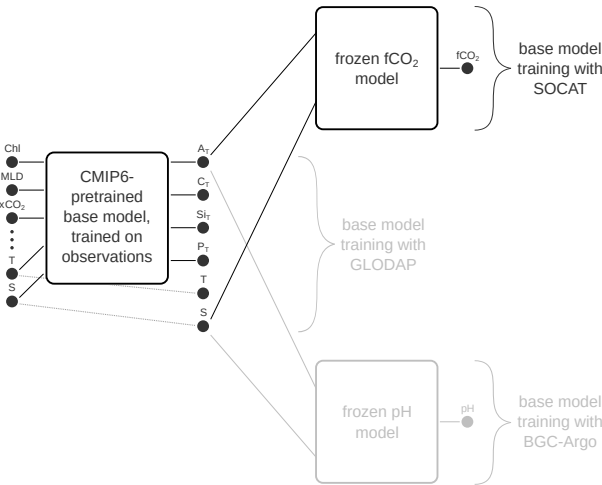 frozen fCO₂
model
fCO₂
base model
training with
SOCAT
Chl
MLD
xCO₂
T
S
CMIP6-
pretrained
base model,
trained on
observations
A_T
C_T
Si_T
P_T
T
S
base model
training with
GLODAP
frozen pH
model
pH
base model
training with
BGC-Argo